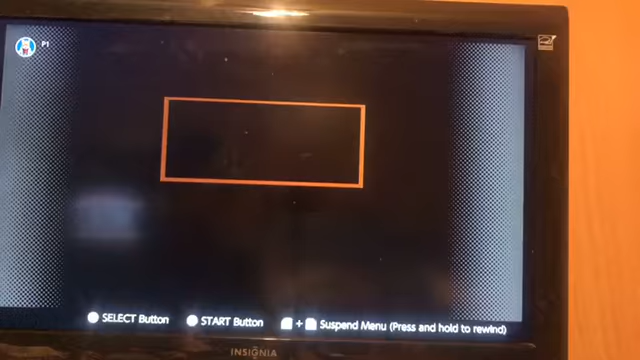 P1
SELECT Button START Button + Suspend Menu (Press and hold to rewind)
INSIGNIA